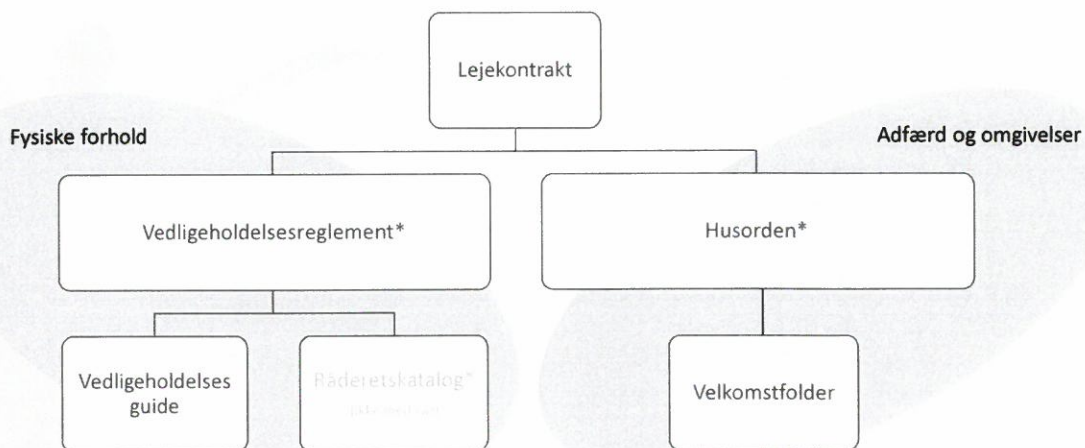 Lejekontrakt
Fysiske forhold
Adfærd og omgivelser
Vedligeholdelsesreglement*
Husorden*
Vedligeholdelses
guide
Råderetskatalog*
Velkomstfolder